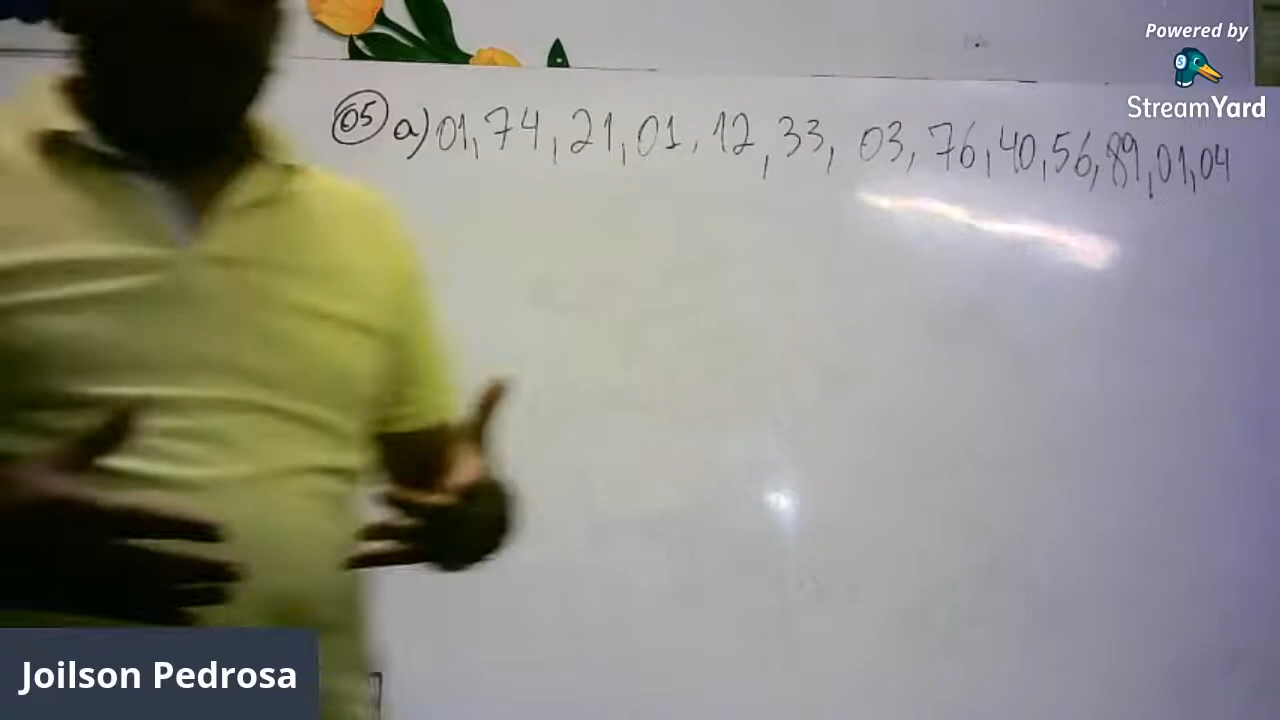 Powered by
StreamYard
05 a) 01, 74, 21, 01, 12, 33, 03, 76, 40, 56, 89, 01, 04
Joilson Pedrosa